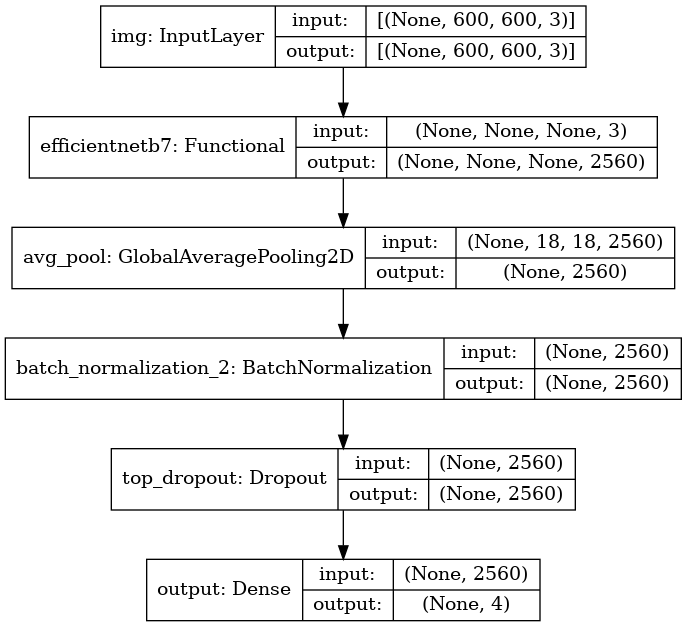 img: InputLayer
input:
[(None, 600, 600, 3)]
output:
[(None, 600, 600, 3)]
efficientnetb7: Functional
input:
(None, None, None, 3)
output:
(None, None, None, 2560)
avg_pool: GlobalAveragePooling2D
input:
(None, 18, 18, 2560)
output:
(None, 2560)
batch_normalization_2: BatchNormalization
input:
(None, 2560)
output:
(None, 2560)
top_dropout: Dropout
input:
(None, 2560)
output:
(None, 2560)
output: Dense
input:
(None, 2560)
output:
(None, 4)